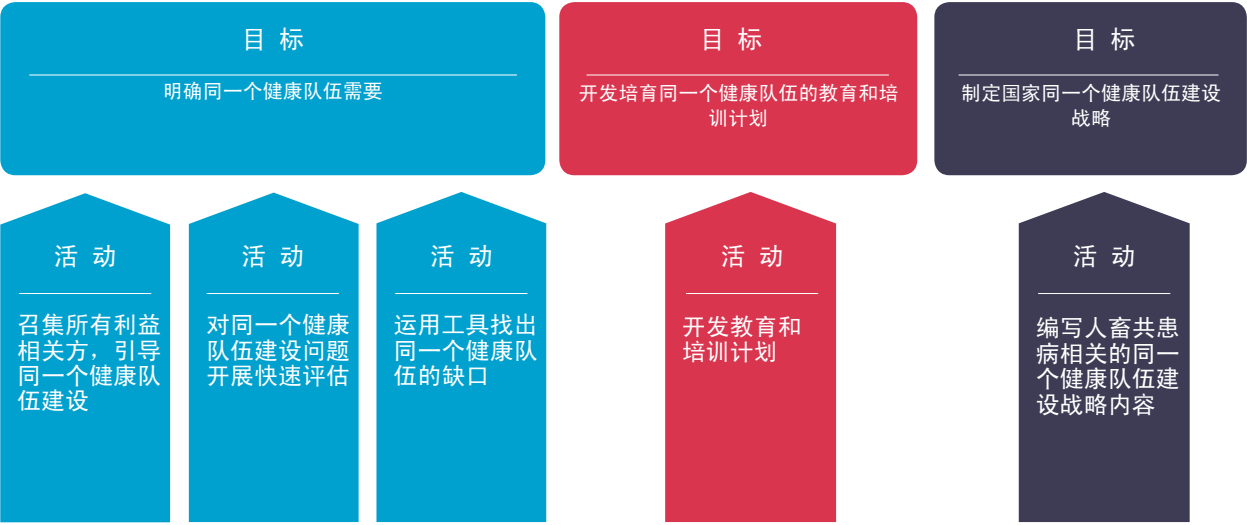 目 标
明确同一个健康队伍需要
目 标
开发培育同一个健康队伍的教育和培
训计划
目 标
制定国家同一个健康队伍建设
战略
活 动
召集所有利益
相关方，引导
同一个健康队
伍建设
活 动
对同一个健康
队伍建设问题
开展快速评估
活 动
运用工具找出
同一个健康队
伍的缺口
活 动
开发教育和
培训计划
活 动
编写人畜共患
病相关的同一
个健康队伍建
设战略内容